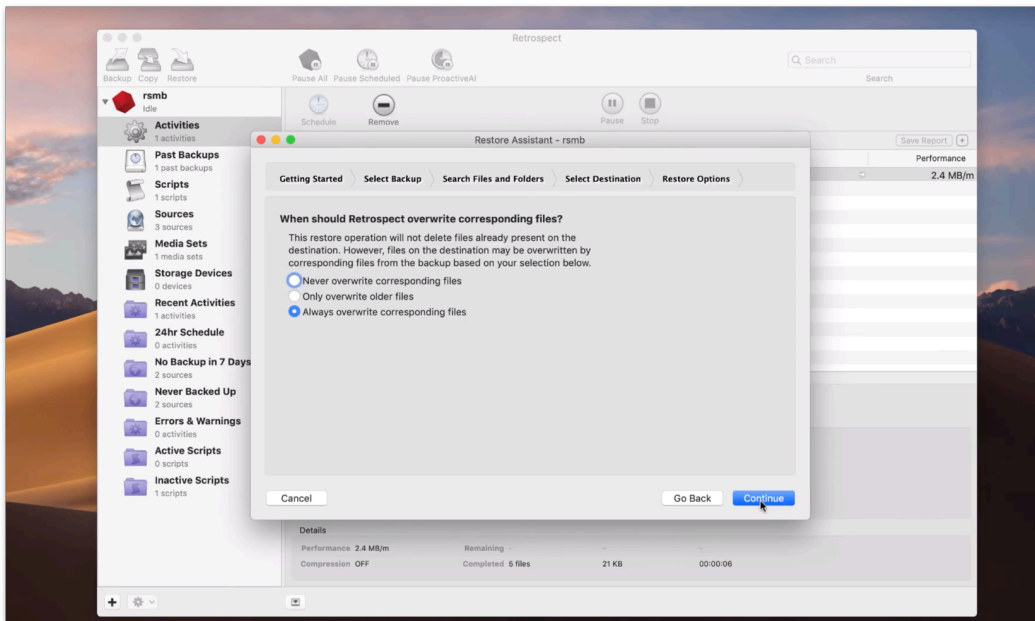 Retrospect
Backup Copy Restore
Pause All Pause Scheduled Pause ProactiveAI
Search
Search
rsmb
Idle
Schedule Remove Pause Stop
Activities
1 activities
Past Backups
1 past backups
Scripts
1 scripts
Sources
3 sources
Media Sets
1 media sets
Storage Devices
0 devices
Recent Activities
1 activities
24hr Schedule
0 activities
No Backup in 7 Days
2 sources
Never Backed Up
2 sources
Errors & Warnings
0 activities
Active Scripts
0 scripts
Inactive Scripts
1 scripts
Save Report +
Performance
2.4 MB/m
Restore Assistant - rsmb
Getting Started Select Backup Search Files and Folders Select Destination Restore Options
When should Retrospect overwrite corresponding files?
This restore operation will not delete files already present on the
destination. However, files on the destination may be overwritten by
corresponding files from the backup based on your selection below.
Never overwrite corresponding files
Only overwrite older files
Always overwrite corresponding files
Cancel Go Back Continue
Details
Performance 2.4 MB/m Remaining - - -
Compression OFF Completed 5 files 21 KB 00:00:06